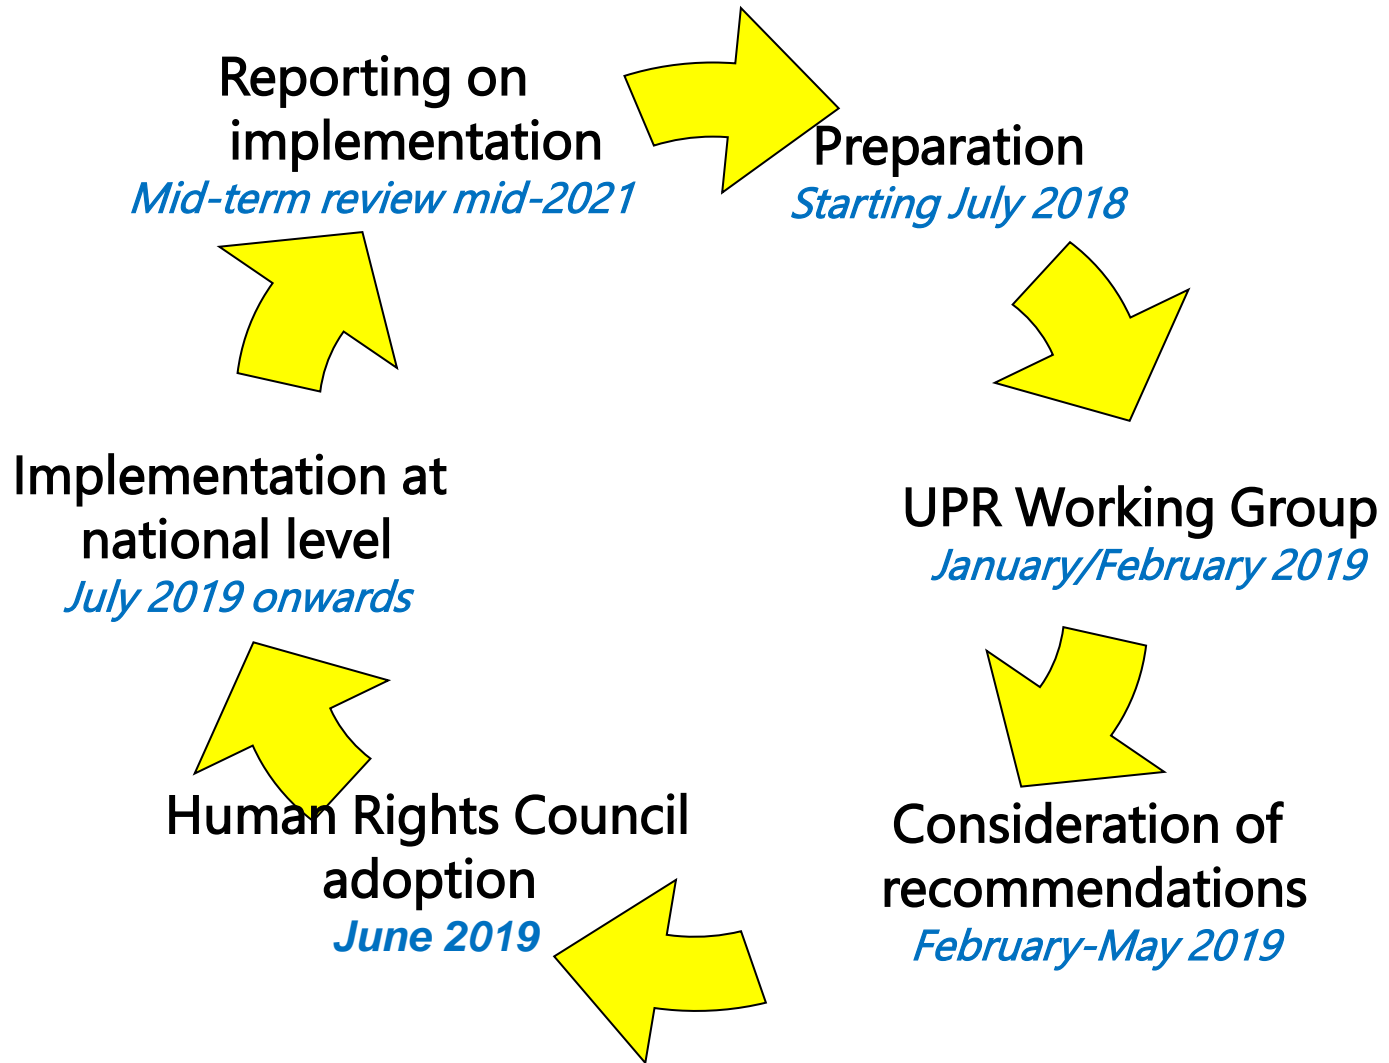 Reporting on
implementation
Mid-term review mid-2021
Preparation
Starting July 2018
UPR Working Group
January/February 2019
Consideration of
recommendations
February-May 2019
Human Rights Council
adoption
June 2019
Implementation at
national level
July 2019 onwards